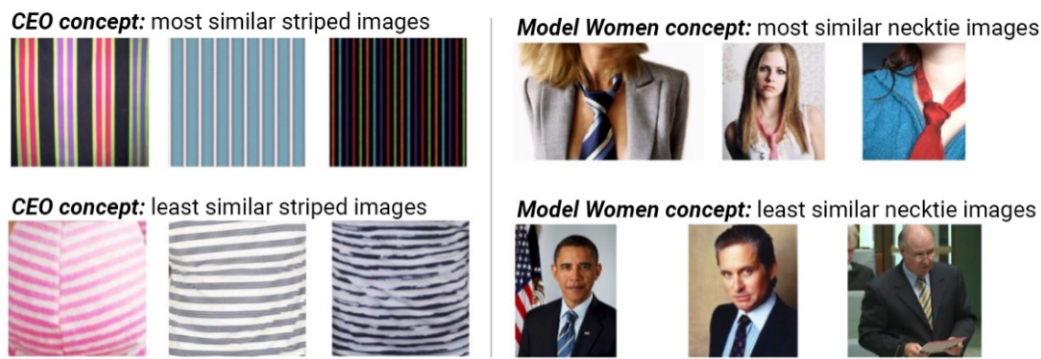 CEO concept: most similar striped images
CEO concept: least similar striped images
Model Women concept: most similar necktie images
Model Women concept: least similar necktie images